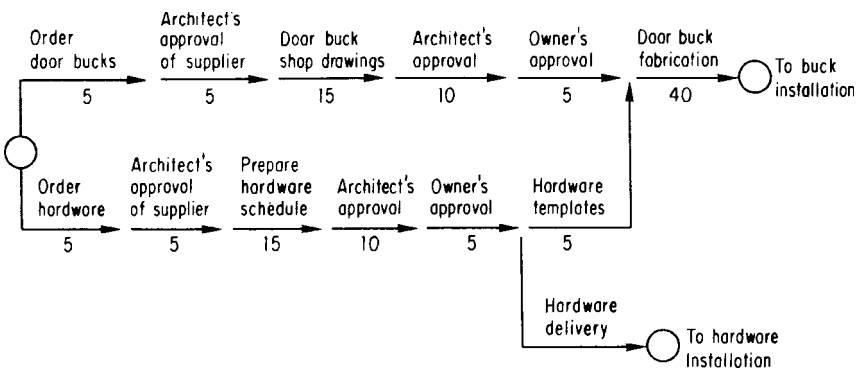 Order
door bucks
5
Architect's
approval
of supplier
5
Door buck
shop drawings
15
Architect's
approval
10
Owner's
approval
5
Door buck
fabrication
40
To buck
installation
Order
hardware
5
Architect's
approval
of supplier
5
Prepare
hardware
schedule
15
Architect's
approval
10
Owner's
approval
5
Hardware
templates
5
Hardware
delivery
To hardware
Installation